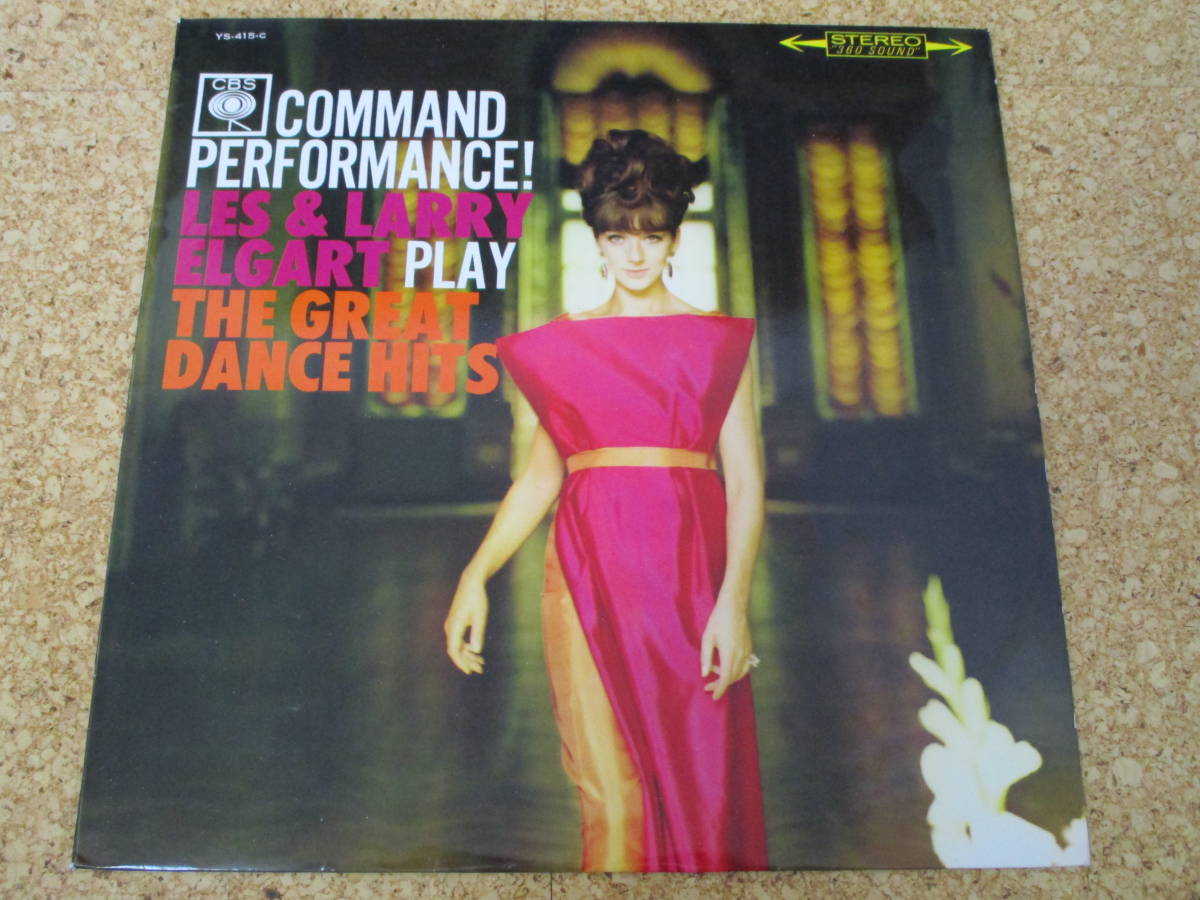 YS-415-C
STEREO
"360 SOUND"
CBS
COMMAND
PERFORMANCE!
LES & LARRY
ELGART PLAY
THE GREAT
DANCE HITS